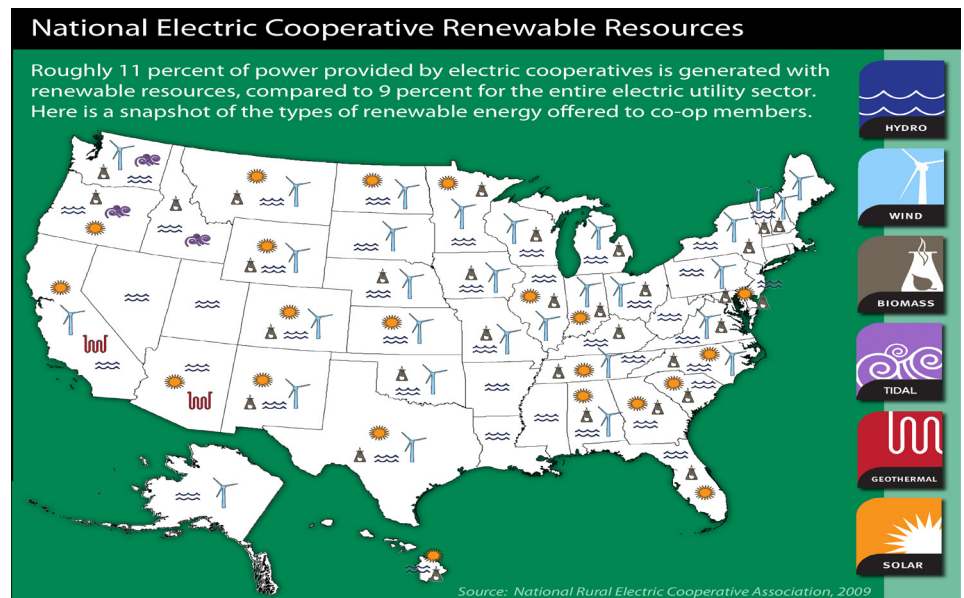 National Electric Cooperative Renewable Resources
Roughly 11 percent of power provided by electric cooperatives is generated with
renewable resources, compared to 9 percent for the entire electric utility sector.
Here is a snapshot of the types of renewable energy offered to co-op members.
HYDRO
WIND
BIOMASS
TIDAL
GEOTHERMAL
SOLAR
Source: National Rural Electric Cooperative Association, 2009